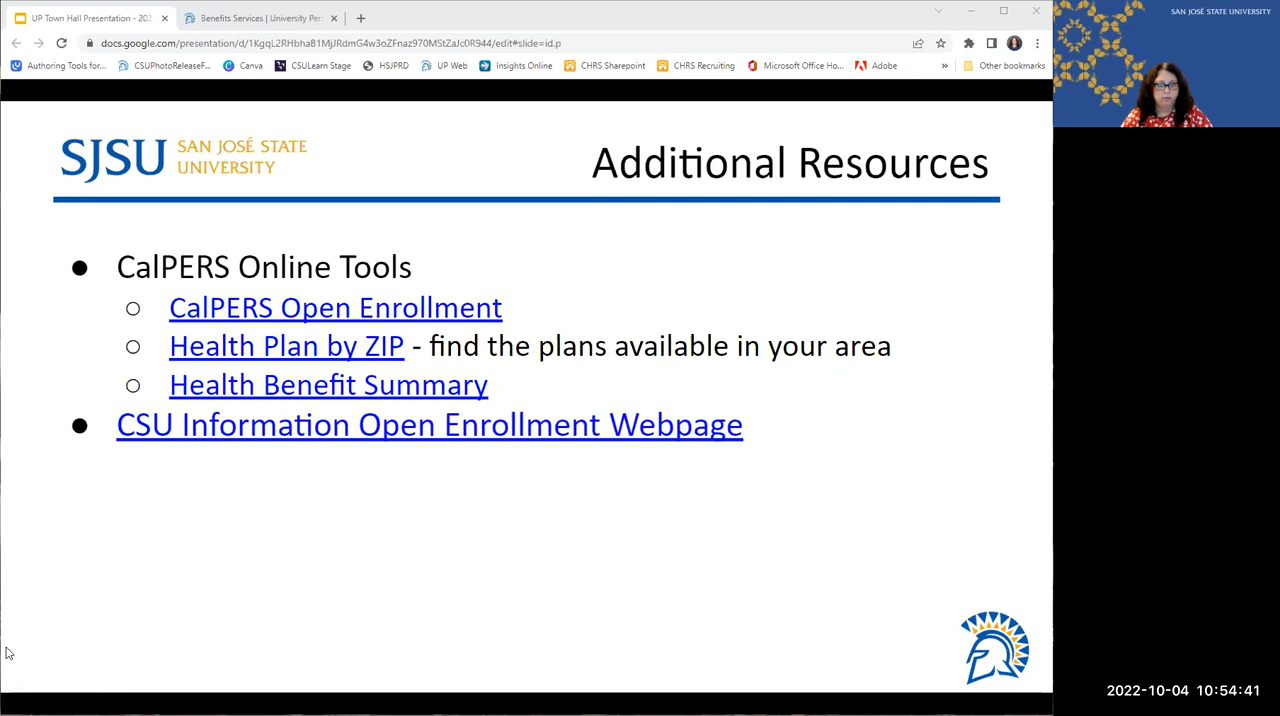 UP Town Hall Presentation - 202
Benefits Services | University Per
docs.google.com/presentation/d/1KgqL2RHbhaBtMjJRdmG4w3oZFnaz970MStZaJc0R944/edit#slide=id.p
Authoring Tools for...
CSUPhotoReleaseF...
Canva
CSULearn Stage
HSJPRD
UP Web
Insights Online
CHRS Sharepoint
CHRS Recruiting
Microsoft Office Ho...
Adobe
»
Other bookmarks
SAN JOSÉ STATE UNIVERSITY
SJSU SAN JOSÉ STATE
UNIVERSITY
Additional Resources
● CalPERS Online Tools
○ CalPERS Open Enrollment
○ Health Plan by ZIP - find the plans available in your area
○ Health Benefit Summary
● CSU Information Open Enrollment Webpage
2022-10-04 10:54:41